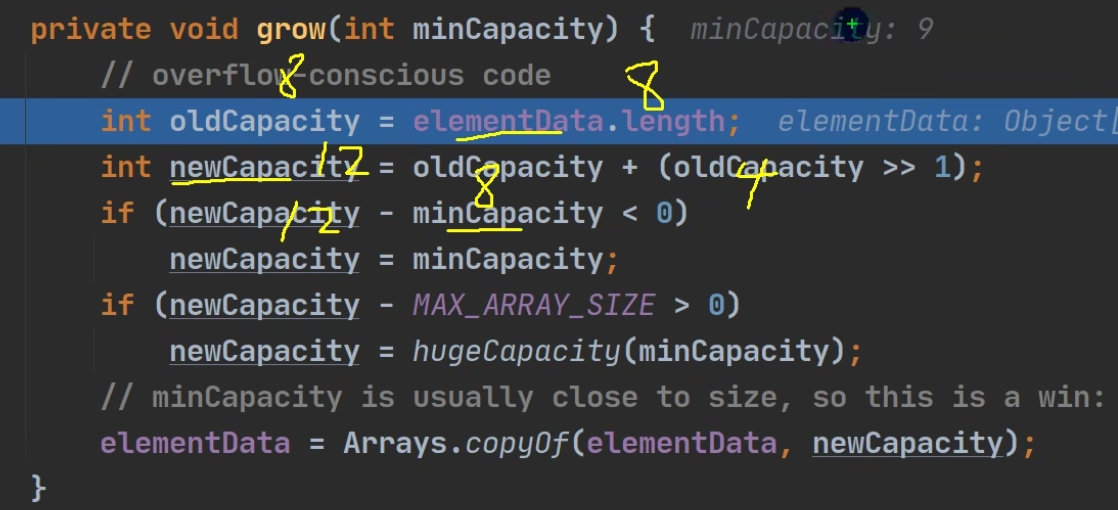 private void grow(int minCapacity) {  minCapacity: 9
8 8
// overflow-conscious code
int oldCapacity = elementData.length;  elementData: Object[
int newCapacity = oldCapacity + (oldCapacity >> 1);
12 8 4
if (newCapacity - minCapacity < 0)
12
newCapacity = minCapacity;
if (newCapacity - MAX_ARRAY_SIZE > 0)
newCapacity = hugeCapacity(minCapacity);
// minCapacity is usually close to size, so this is a win:
elementData = Arrays.copyOf(elementData, newCapacity);
}